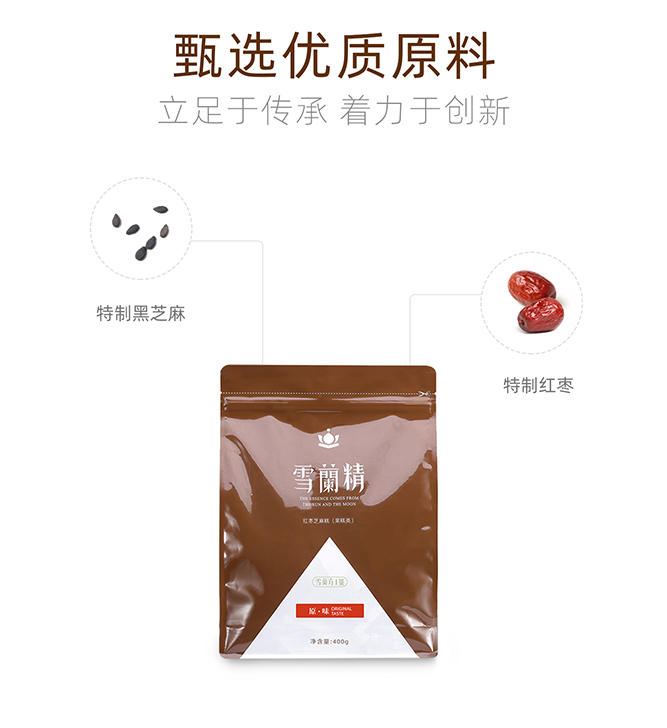 甄选优质原料
立足于传承 着力于创新
特制黑芝麻
特制红枣
雪蘭精
THE ESSENCE COMES FROM
THE SUN AND THE MOON
红枣芝麻糕（果糕类）
原·味 ORIGINAL TASTE
净含量:400g